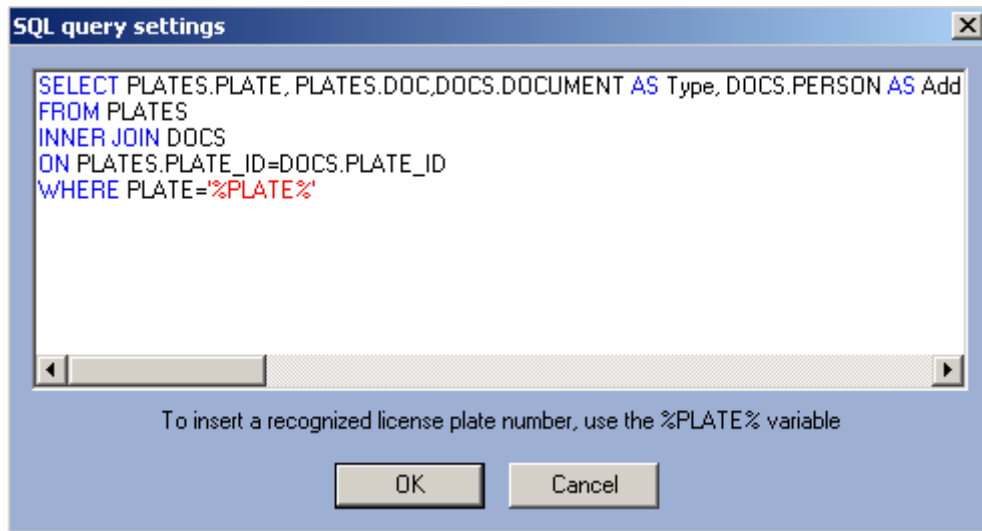 SQL query settings
SELECT PLATES.PLATE, PLATES.DOC,DOCS.DOCUMENT AS Type, DOCS.PERSON AS Add
FROM PLATES
INNER JOIN DOCS
ON PLATES.PLATE_ID=DOCS.PLATE_ID
WHERE PLATE='%PLATE%'
To insert a recognized license plate number, use the %PLATE% variable
OK
Cancel